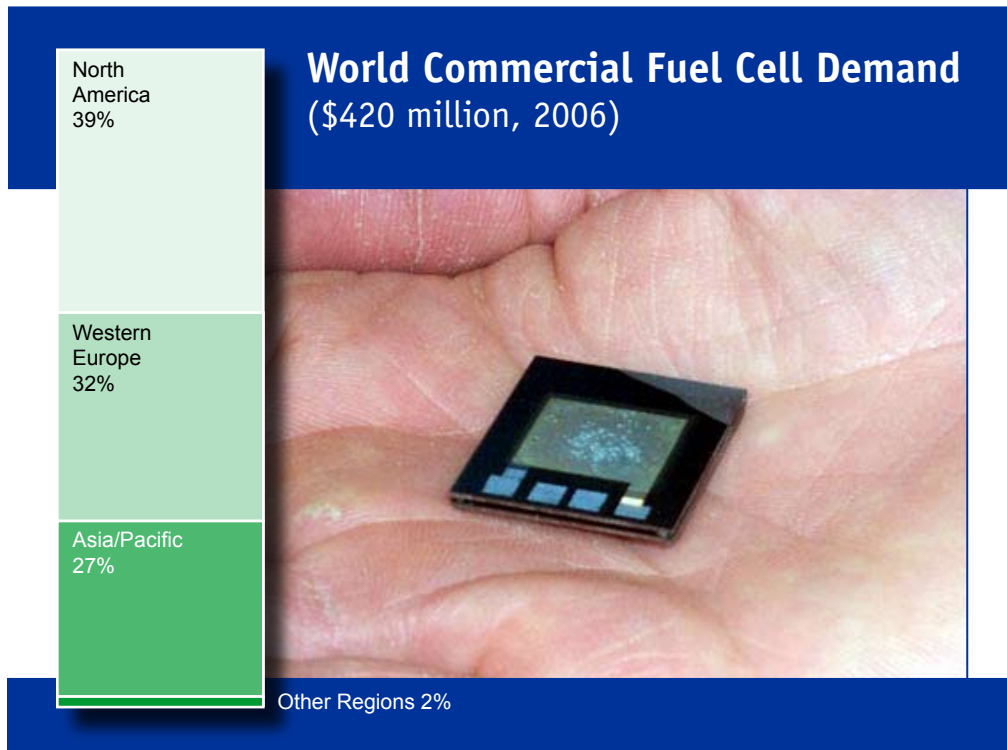 World Commercial Fuel Cell Demand
($420 million, 2006)
North
America
39%
Western
Europe
32%
Asia/Pacific
27%
Other Regions 2%